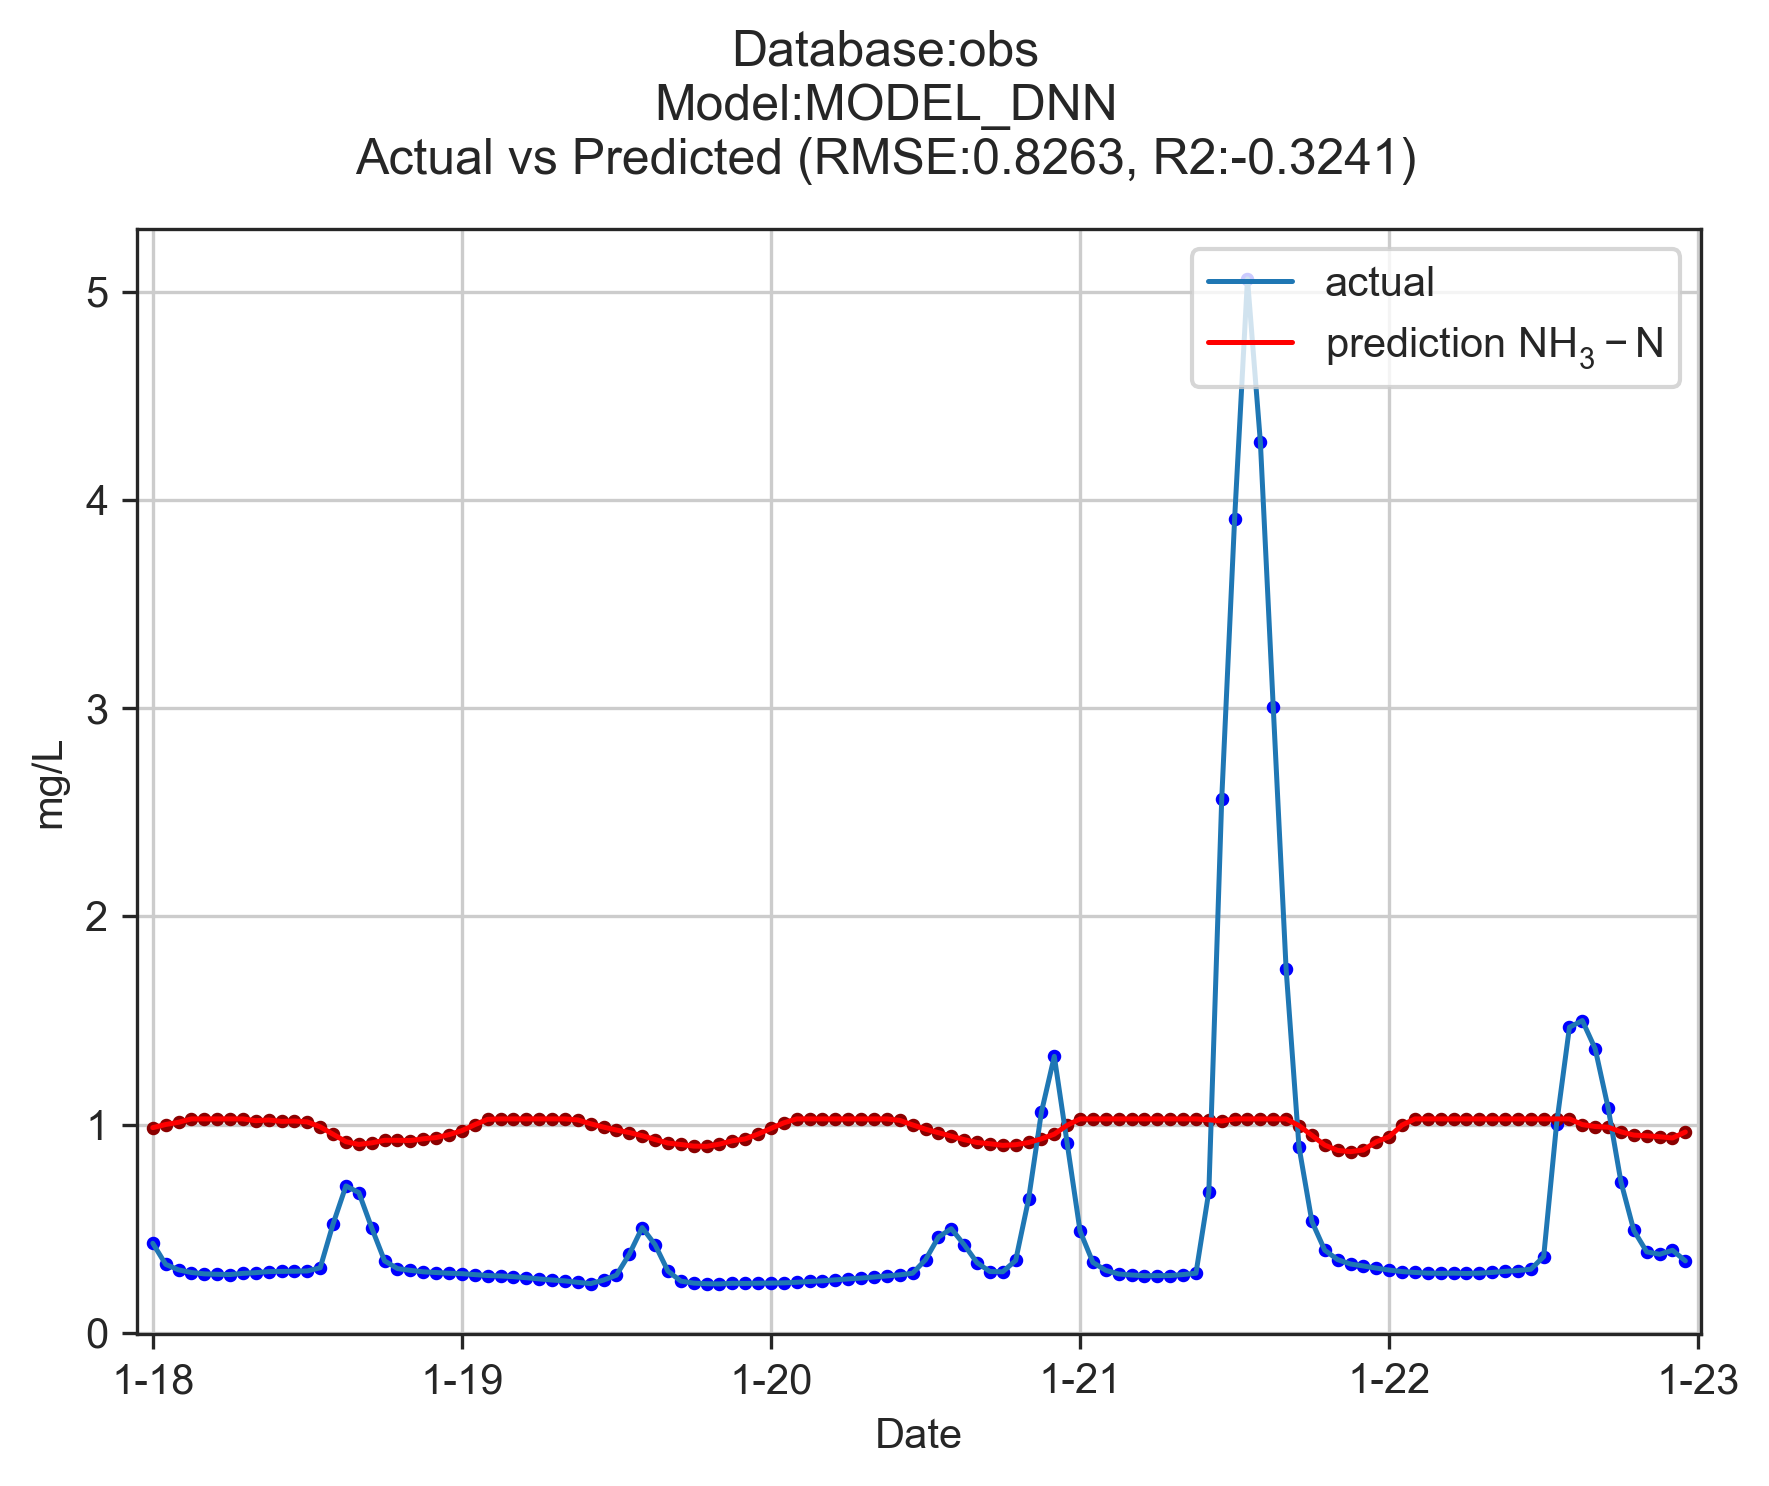 Database:obs
Model:MODEL_DNN
Actual vs Predicted (RMSE:0.8263, R2:-0.3241)
actual
prediction NH₃ − N
5
4
3
2
1
0
mg/L
1-18 1-19 1-20 1-21 1-22 1-23
Date